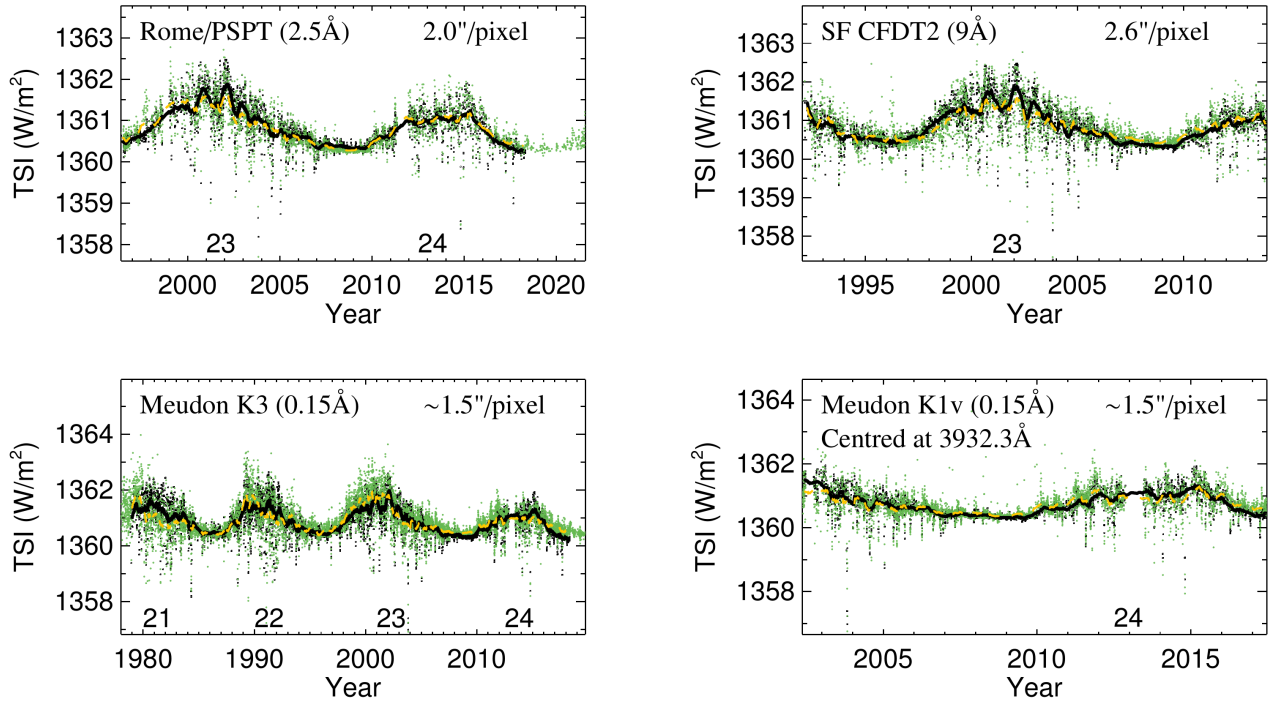 Rome/PSPT (2.5Å) 2.0"/pixel
TSI (W/m²)
1363
1362
1361
1360
1359
1358
23 24
2000 2005 2010 2015 2020
Year
SF CFDT2 (9Å) 2.6"/pixel
TSI (W/m²)
1363
1362
1361
1360
1359
1358
23
1995 2000 2005 2010
Year
Meudon K3 (0.15Å) ~1.5"/pixel
TSI (W/m²)
1364
1362
1360
1358
21 22 23 24
1980 1990 2000 2010
Year
Meudon K1v (0.15Å) ~1.5"/pixel
Centred at 3932.3Å
TSI (W/m²)
1364
1362
1360
1358
24
2005 2010 2015
Year